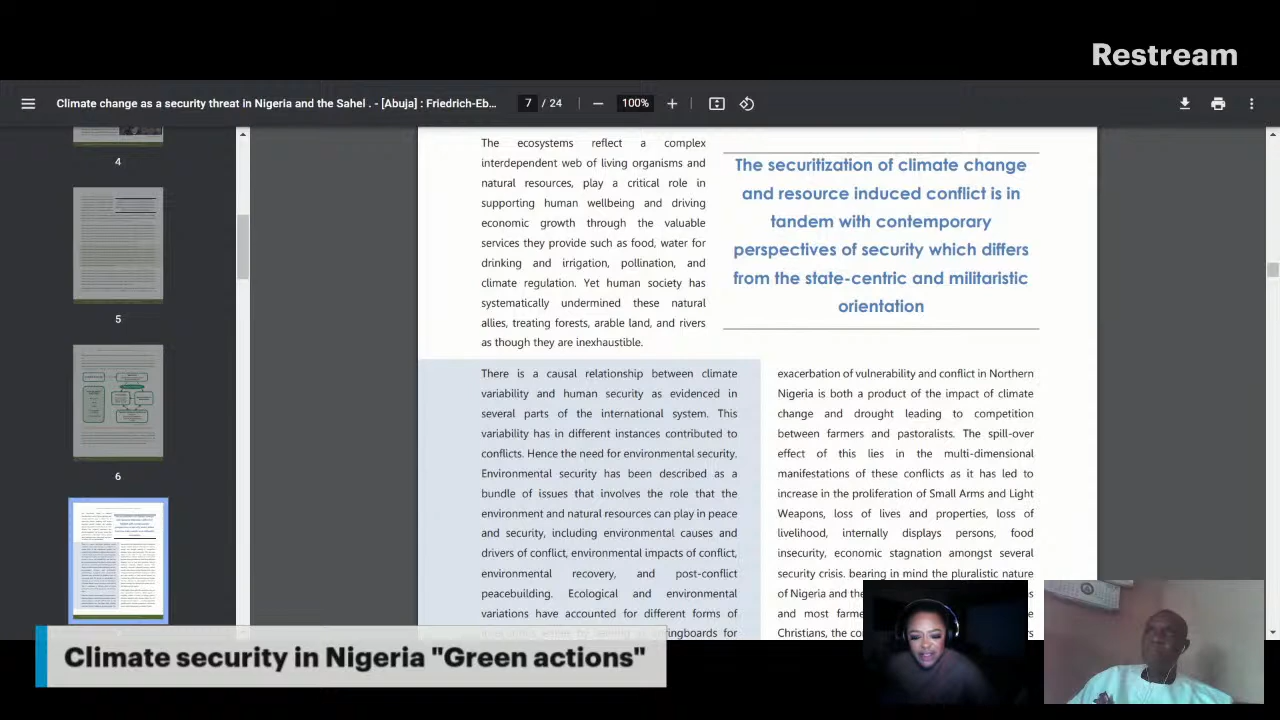 Restream
Climate change as a security threat in Nigeria and the Sahel . - [Abuja] : Friedrich-Eb...
7 / 24
100%
4
5
6
The ecosystems reflect a complex
interdependent web of living organisms and
natural resources, play a critical role in
supporting human wellbeing and driving
economic growth through the valuable
services they provide such as food, water for
drinking and irrigation, pollination, and
climate regulation. Yet human society has
systematically undermined these natural
allies, treating forests, arable land, and rivers
as though they are inexhaustible.
The securitization of climate change
and resource induced conflict is in
tandem with contemporary
perspectives of security which differs
from the state-centric and militaristic
orientation
There is a causal relationship between climate
variability and human security as evidenced in
several parts of the international system. This
variability has in different instances contributed to
conflicts. Hence the need for environmental security.
Environmental security has been described as a
bundle of issues that involves the role that the
environment and natural resources can play in peace
and security, including environmental causes and
drivers of conflict, environmental impacts of conflict,
recovery, and post-conflict
peacebuilding. Ecological and environmental
variations have accounted for different forms of
for
exacerbation of vulnerability and conflict in Northern
Nigeria is both a product of the impact of climate
change and drought leading to competition
between farmers and pastoralists. The spill-over
effect of this lies in the multi-dimensional
manifestations of these conflicts as it has led to
increase in the proliferation of Small Arms and Light
Weapons, loss of lives and properties, loss of
livelihood, internally displays persons, food
insecurity, economic stagnation amongst several
bearing in mind the
of Nigeria and the
and most
Christians, the
Climate security in Nigeria "Green actions"